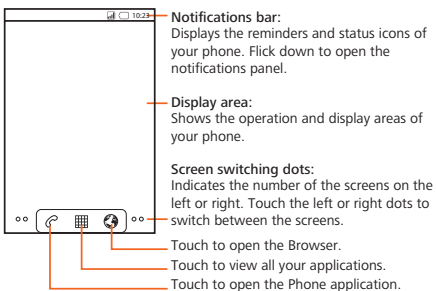 10:23
Notifications bar:
Displays the reminders and status icons of
your phone. Flick down to open the
notifications panel.
Display area:
Shows the operation and display areas of
your phone.
Screen switching dots:
Indicates the number of the screens on the
left or right. Touch the left or right dots to
switch between the screens.
Touch to open the Browser.
Touch to view all your applications.
Touch to open the Phone application.